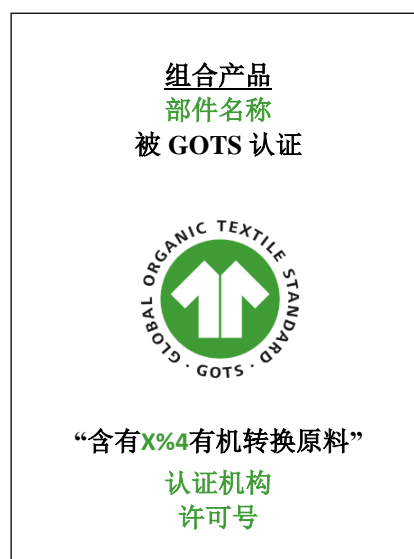 组合产品
部件名称
被 GOTS 认证
GLOBAL ORGANIC TEXTILE STANDARD · GOTS ·
“含有X%4有机转换原料”
认证机构
许可号